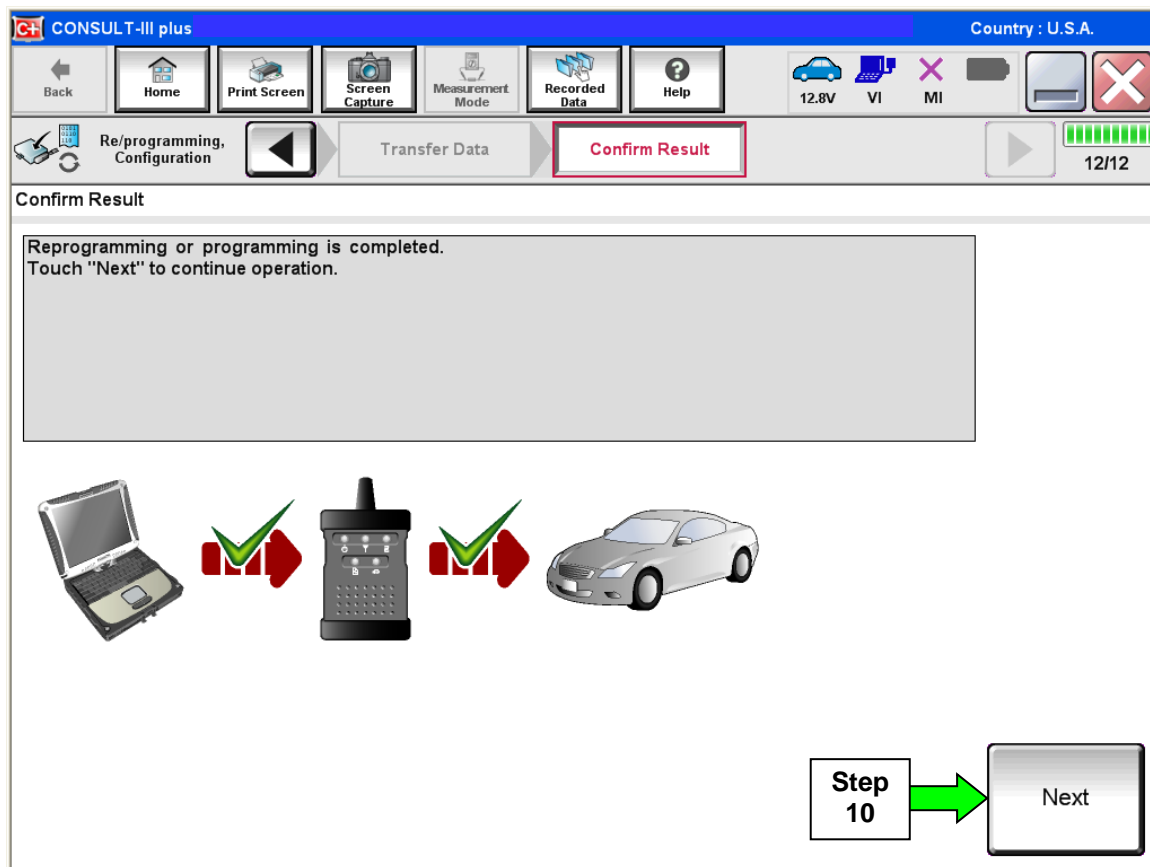 C+ CONSULT-III plus
Country : U.S.A.
Back
Home
Print Screen
Screen
Capture
Measurement
Mode
Recorded
Data
? Help
12.8V
VI
MI
Re/programming,
Configuration
Transfer Data
Confirm Result
12/12
Confirm Result
Reprogramming or programming is completed.
Touch "Next" to continue operation.
Step
10
Next